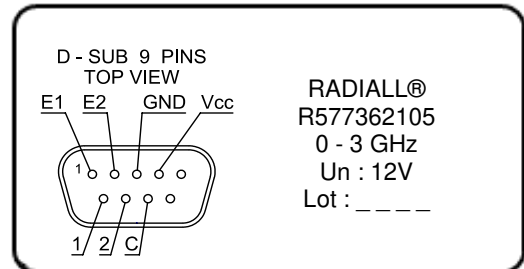 D - SUB 9 PINS
TOP VIEW
E1 E2 GND Vcc
1
1 2 C
RADIALL®
R577362105
0 - 3 GHz
Un : 12V
Lot : _ _ _ _